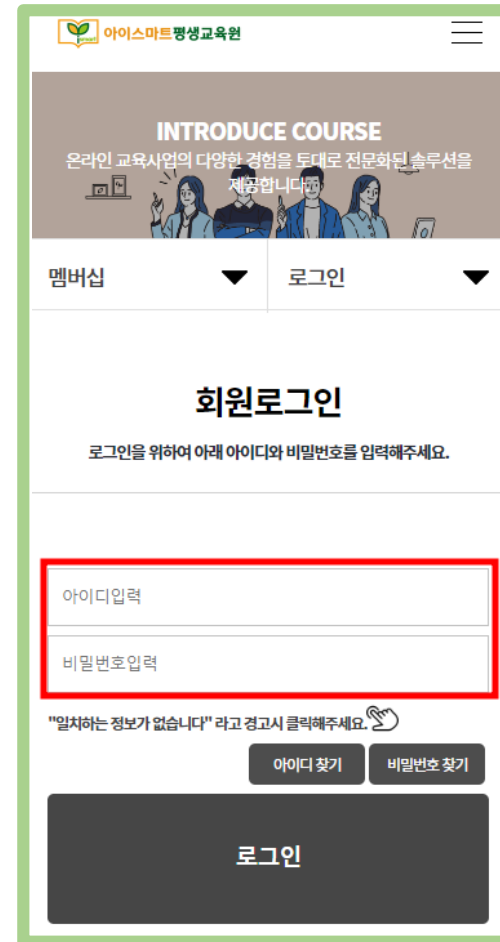 아이스마트평생교육원
INTRODUCE COURSE
온라인 교육사업의 다양한 경험을 토대로 전문화된 솔루션을
제공합니다.
멤버십
로그인
회원로그인
로그인을 위하여 아래 아이디와 비밀번호를 입력해주세요.
아이디입력
비밀번호입력
"일치하는 정보가 없습니다" 라고 경고시 클릭해주세요.
아이디 찾기
비밀번호 찾기
로그인